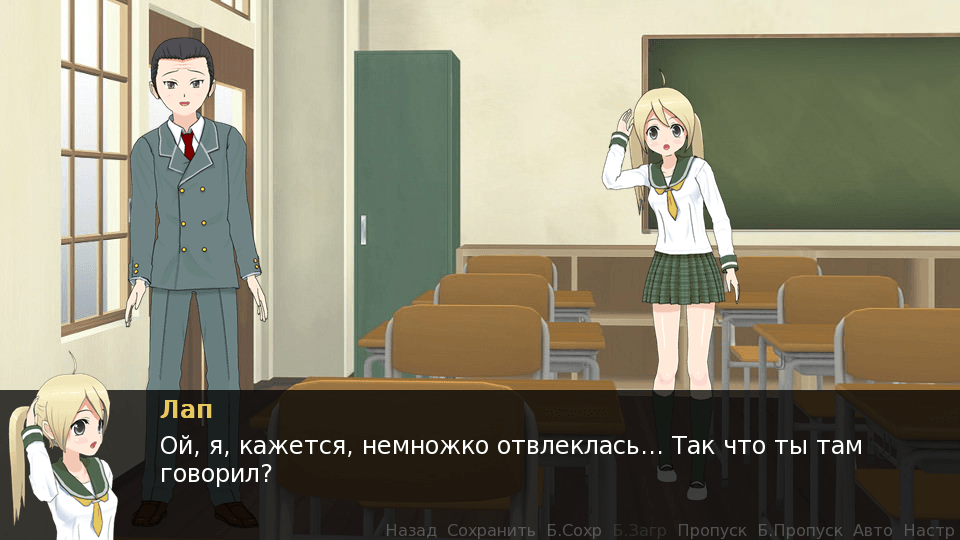 Лап
Ой, я, кажется, немножко отвлеклась... Так что ты там
говорил?
Назад Сохранить Б.Сохр Б.Загр Пропуск Б.Пропуск Авто Настр